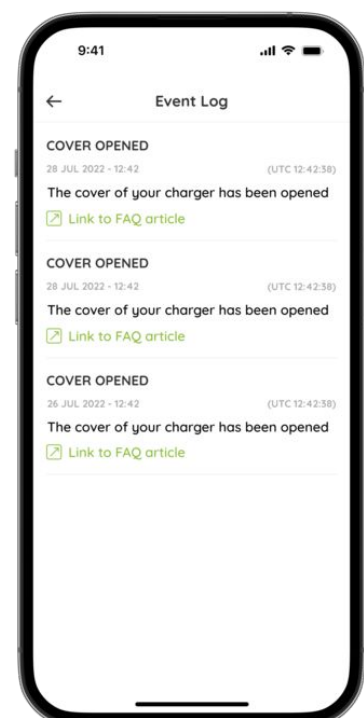 9:41
Event Log
COVER OPENED
28 JUL 2022 - 12:42 (UTC 12:42:38)
The cover of your charger has been opened
Link to FAQ article
COVER OPENED
28 JUL 2022 - 12:42 (UTC 12:42:38)
The cover of your charger has been opened
Link to FAQ article
COVER OPENED
26 JUL 2022 - 12:42 (UTC 12:42:38)
The cover of your charger has been opened
Link to FAQ article